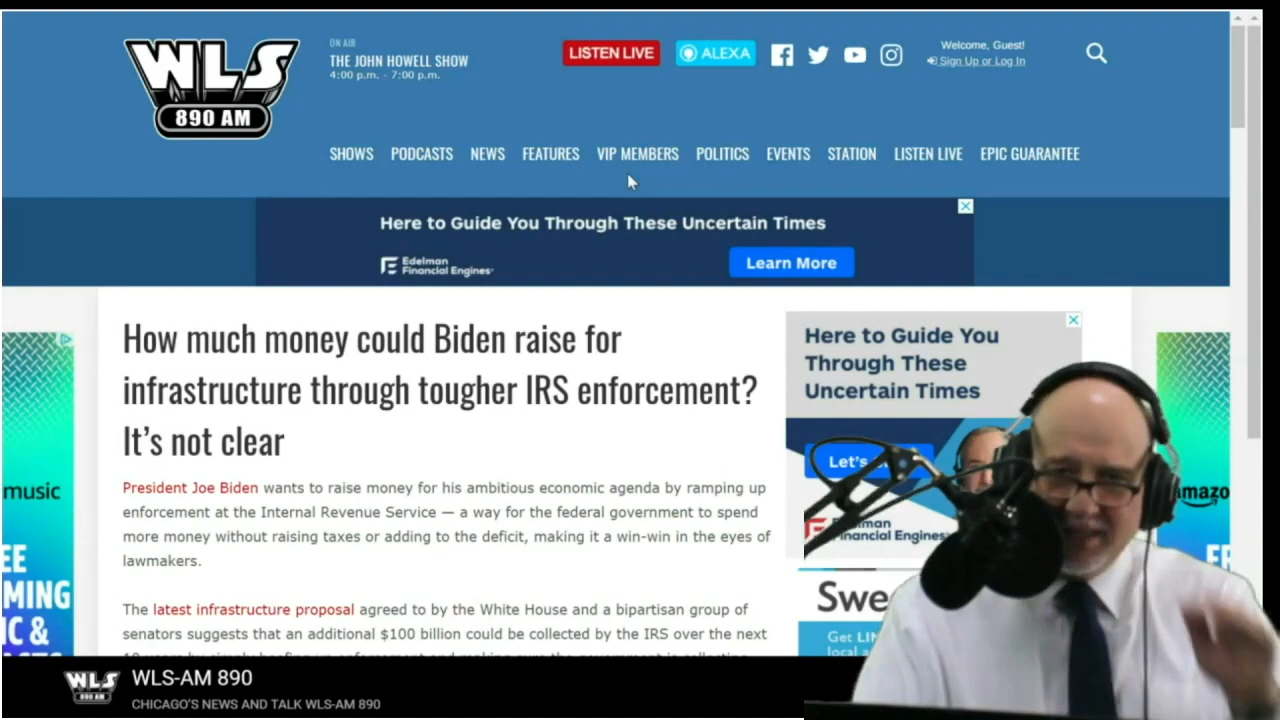 WLS
890 AM
ON AIR
THE JOHN HOWELL SHOW
4:00 p.m. - 7:00 p.m.
LISTEN LIVE
ALEXA
Welcome, Guest!
Sign Up or Log In
SHOWS PODCASTS NEWS FEATURES VIP MEMBERS POLITICS EVENTS STATION LISTEN LIVE EPIC GUARANTEE
Here to Guide You Through These Uncertain Times
Edelman
Financial Engines
Learn More
How much money could Biden raise for
infrastructure through tougher IRS enforcement?
It's not clear
President Joe Biden wants to raise money for his ambitious economic agenda by ramping up
enforcement at the Internal Revenue Service — a way for the federal government to spend
more money without raising taxes or adding to the deficit, making it a win-win in the eyes of
lawmakers.
The latest infrastructure proposal agreed to by the White House and a bipartisan group of
senators suggests that an additional $100 billion could be collected by the IRS over the next
Here to Guide You
Through These
Uncertain Times
Let's
Financial Engines
Swe
Get
local
music
EE
MING
IC &
amazo
WLS
890 AM
WLS-AM 890
CHICAGO'S NEWS AND TALK WLS-AM 890